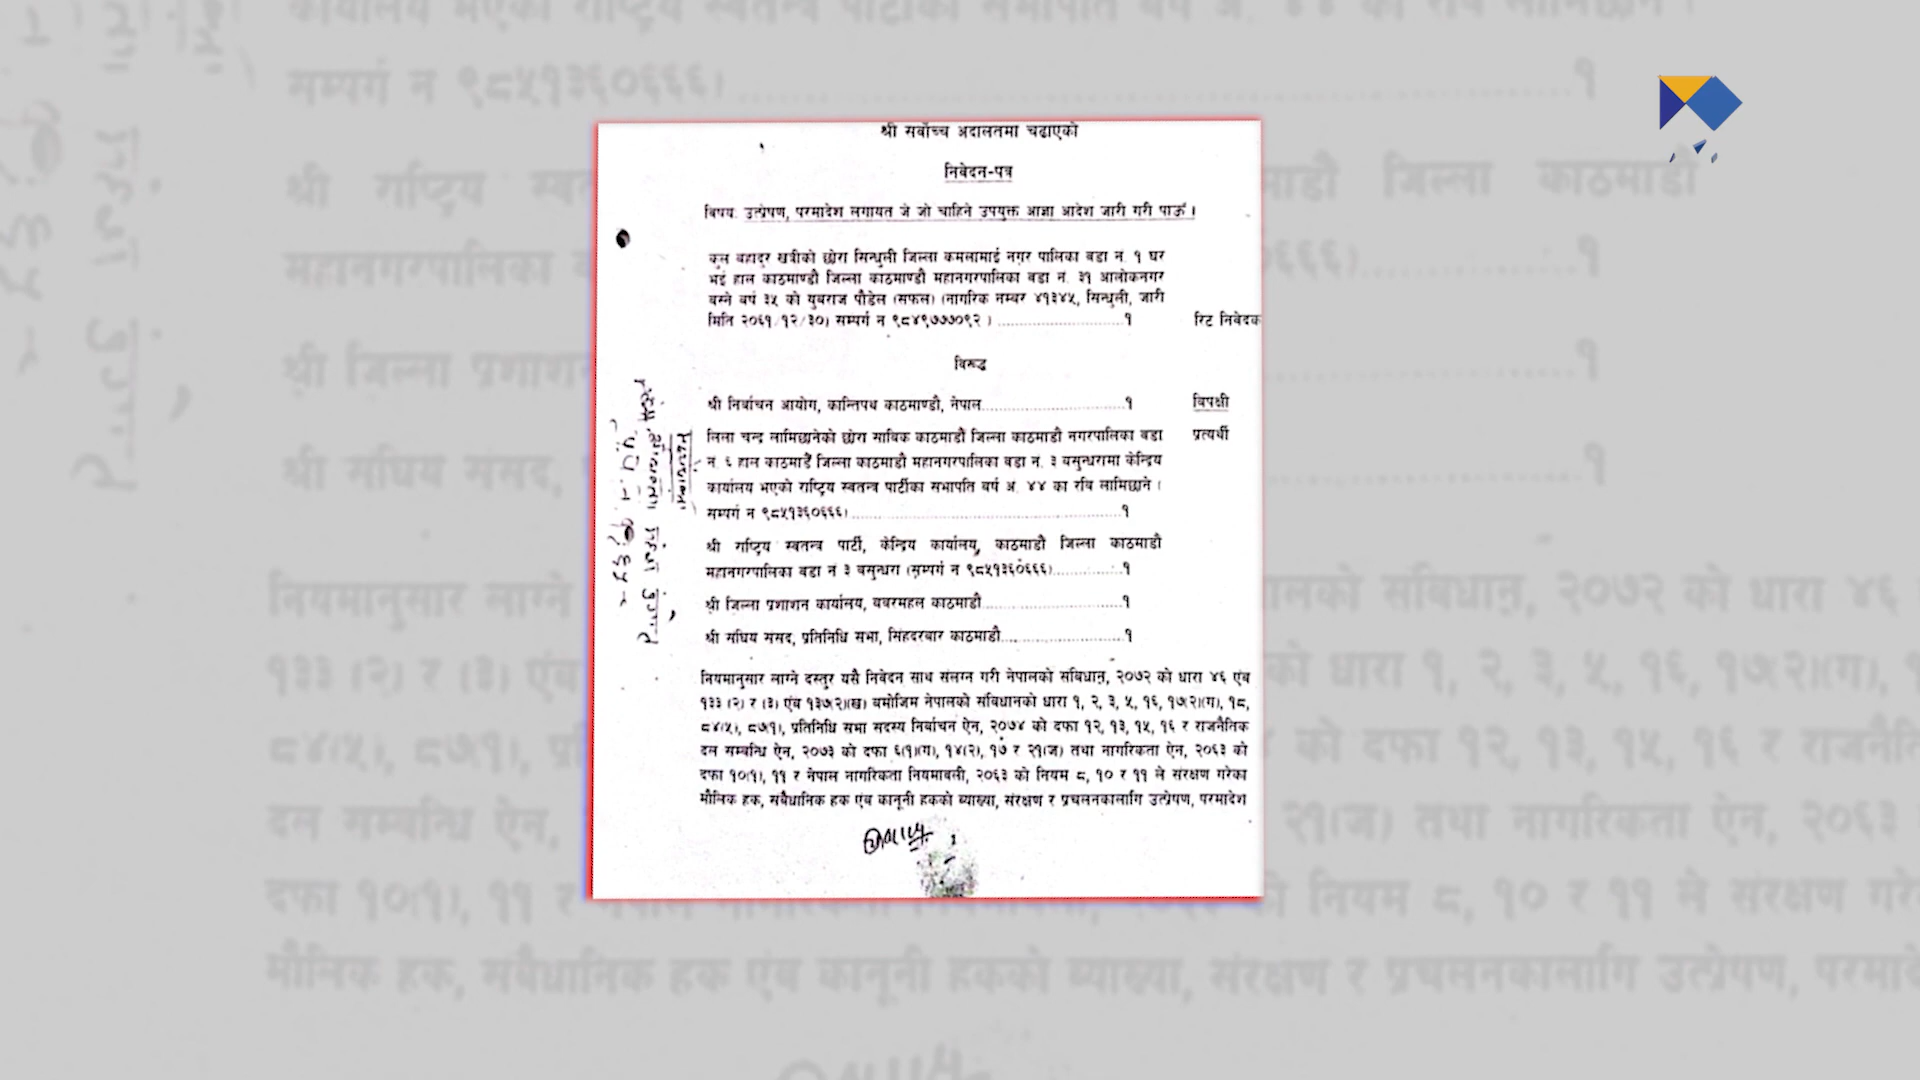 श्री सर्वोच्च अदालतमा चढाएको
निवेदन-पत्र
विषय: उत्प्रेषण, परमादेश लगायत जे जो चाहिने उपयुक्त आज्ञा आदेश जारी गरी पाऊँ।
कुल बहादुर खत्रीको छोरा सिन्धुली जिल्ला कमलामाई नगर पालिका वडा नं. १ घर
भई हाल काठमाण्डौ जिल्ला काठमाण्डौ महानगरपालिका वडा नं. ३१ आलोकनगर
बस्ने वर्ष ३५ को युवराज पौडेल (सफल) (नागरिक नम्बर ४१३४५, सिन्धुली, जारी
मिति २०६१/१२/३०) सम्पर्ग न ९८४९७७७०९२ ) ........................१ रिट निवेदक
विरूद्ध
श्री निर्वाचन आयोग, कान्तिपथ काठमाण्डौ, नेपाल...........................१ विपक्षी
लिला चन्द्र लामिछानेको छोरा साविक काठमाडौं जिल्ला काठमाडौ नगरपालिका वडा प्रत्यर्थी
न. ६ हाल काठमाडैं जिल्ला काठमाडौ महानगरपालिका वडा न. ३ वसुन्धरामा केन्द्रिय
कार्यालय भएको राष्ट्रिय स्वतन्त्र पार्टीका सभापति वर्ष अ. ४४ का रवि लामिछाने ।
सम्पर्ग न ९८५१३६०६६६)...................................................१
श्री राष्ट्रिय स्वतन्त्र पार्टी, केन्द्रिय कार्यालय, काठमाडौ जिल्ला काठमाडौ
महानगरपालिका वडा नं ३ वसुन्धरा (सम्पर्ग न ९८५१३६०६६६)..............१
श्री जिल्ला प्रशाशन कार्यालय, बबरमहल काठमाडौ...........................१
श्री सघिय संसद, प्रतिनिधि सभा, सिंहदरबार काठमाडौ........................१
नियमानुसार लाग्ने दस्तुर यसै निवेदन साथ संलग्न गरी नेपालको संबिधान, २०७२ को धारा ४६ एंव
१३३ (२) र (३) एंव १३७(२)(ख) बमोजिम नेपालको संविधानको धारा १, २, ३, ५, १६, १७(२)(ग), १८,
८४(५), ८७(१), प्रतिनिधि सभा सदस्य निर्वाचन ऐन, २०७४ को दफा १२, १३, १५, १६ र राजनैतिक
दल सम्बन्धि ऐन, २०७३ को दफा ६(१)(ग), १४(२), १७ र २१(ज) तथा नागरिकता ऐन, २०६३ को
दफा १०(१), ११ र नेपाल नागरिकता नियमावली, २०६३ को नियम ८, १० र ११ ले संरक्षण गरेका
मौलिक हक, सवैधानिक हक एंव कानूनी हकको व्याख्या, संरक्षण र प्रचलनकालागि उत्प्रेषण, परमादेश